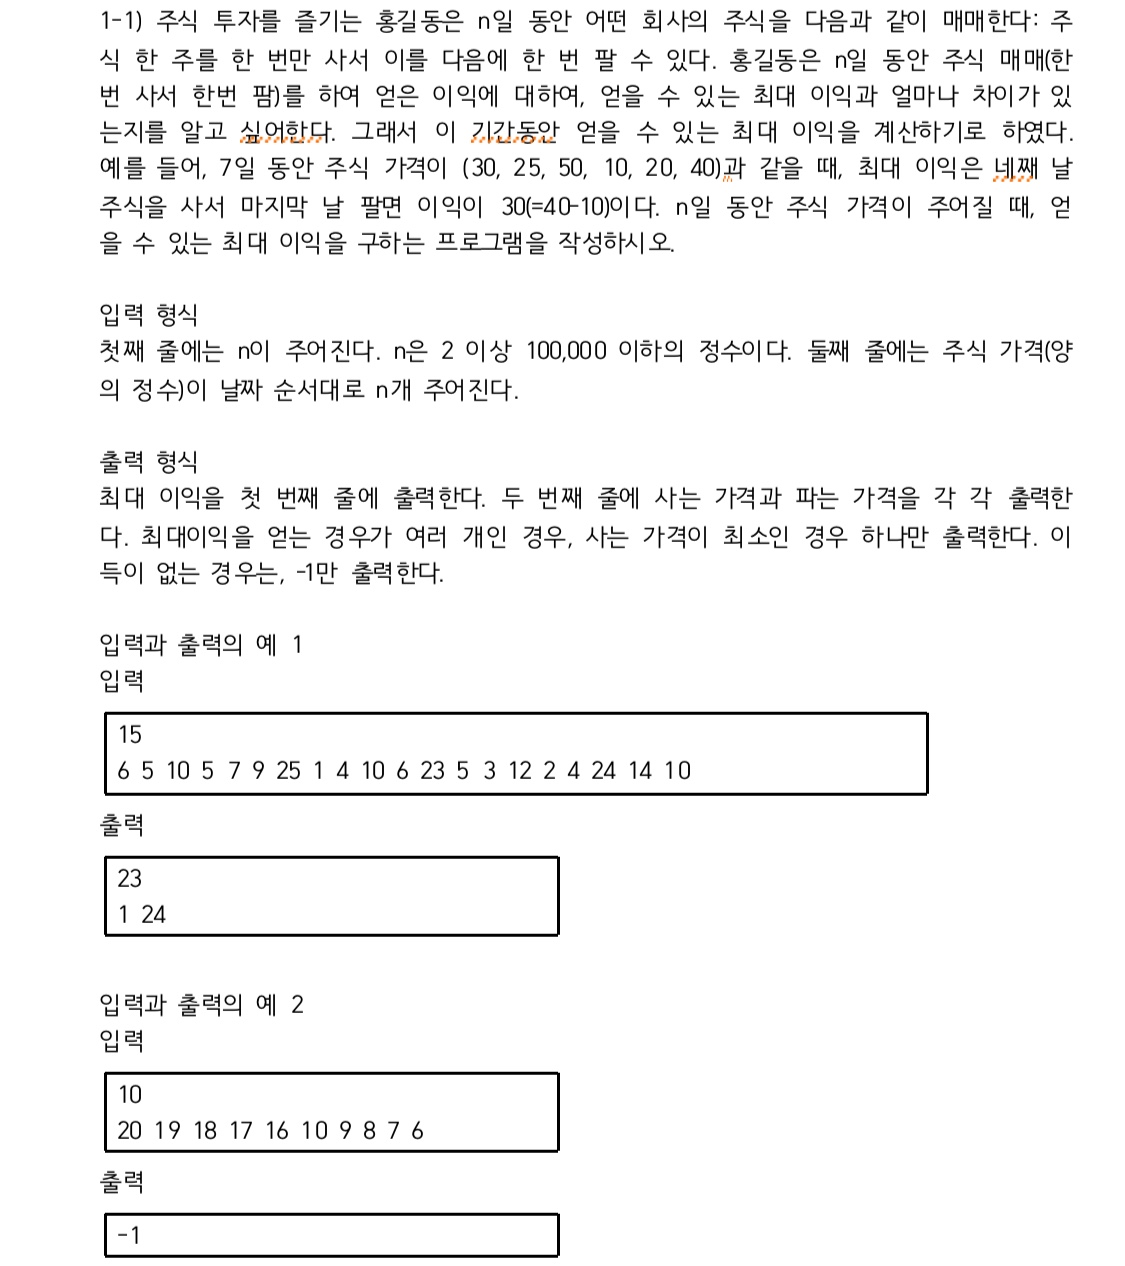 1-1) 주식 투자를 즐기는 홍길동은 n일 동안 어떤 회사의 주식을 다음과 같이 매매한다: 주
식 한 주를 한 번만 사서 이를 다음에 한 번 팔 수 있다. 홍길동은 n일 동안 주식 매매(한
번 사서 한번 팜)를 하여 얻은 이익에 대하여, 얻을 수 있는 최대 이익과 얼마나 차이가 있
는지를 알고 싶어한다. 그래서 이 기간동안 얻을 수 있는 최대 이익을 계산하기로 하였다.
예를 들어, 7일 동안 주식 가격이 (30, 25, 50, 10, 20, 40)과 같을 때, 최대 이익은 네째 날
주식을 사서 마지막 날 팔면 이익이 30(=40-10)이다. n일 동안 주식 가격이 주어질 때, 얻
을 수 있는 최대 이익을 구하는 프로그램을 작성하시오.
입력 형식
첫째 줄에는 n이 주어진다. n은 2 이상 100,000 이하의 정수이다. 둘째 줄에는 주식 가격(양
의 정수)이 날짜 순서대로 n개 주어진다.
출력 형식
최대 이익을 첫 번째 줄에 출력한다. 두 번째 줄에 사는 가격과 파는 가격을 각 각 출력한
다. 최대이익을 얻는 경우가 여러 개인 경우, 사는 가격이 최소인 경우 하나만 출력한다. 이
득이 없는 경우는, -1만 출력한다.
입력과 출력의 예 1
입력
15
6 5 10 5 7 9 25 1 4 10 6 23 5 3 12 2 4 24 14 10
출력
23
1 24
입력과 출력의 예 2
입력
10
20 19 18 17 16 10 9 8 7 6
출력
-1